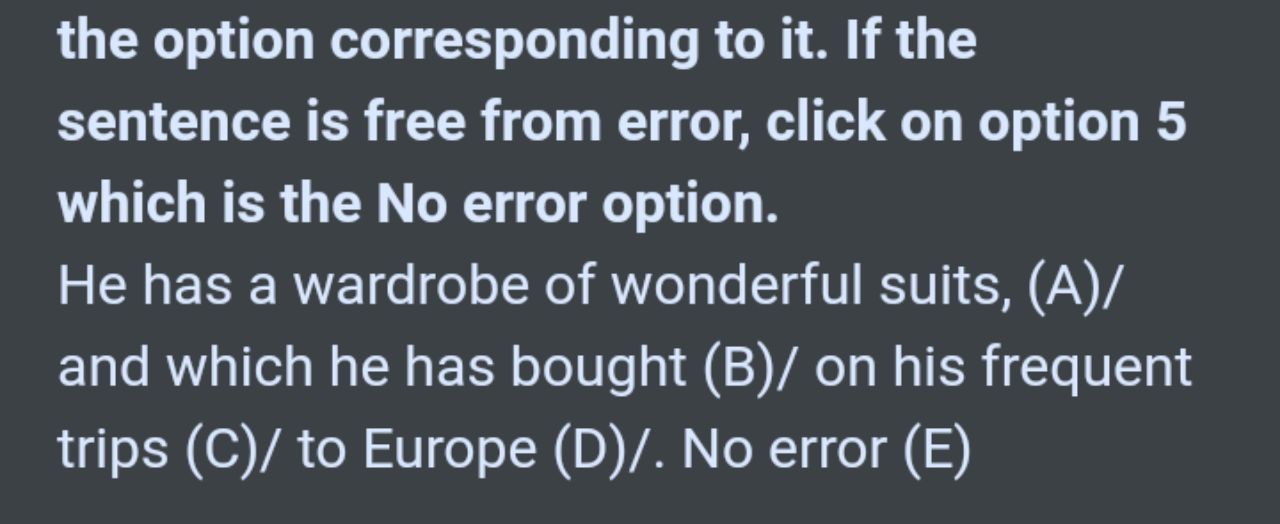 the option corresponding to it. If the
sentence is free from error, click on option 5
which is the No error option.
He has a wardrobe of wonderful suits, (A)/
and which he has bought (B)/ on his frequent
trips (C)/ to Europe (D)/. No error (E)